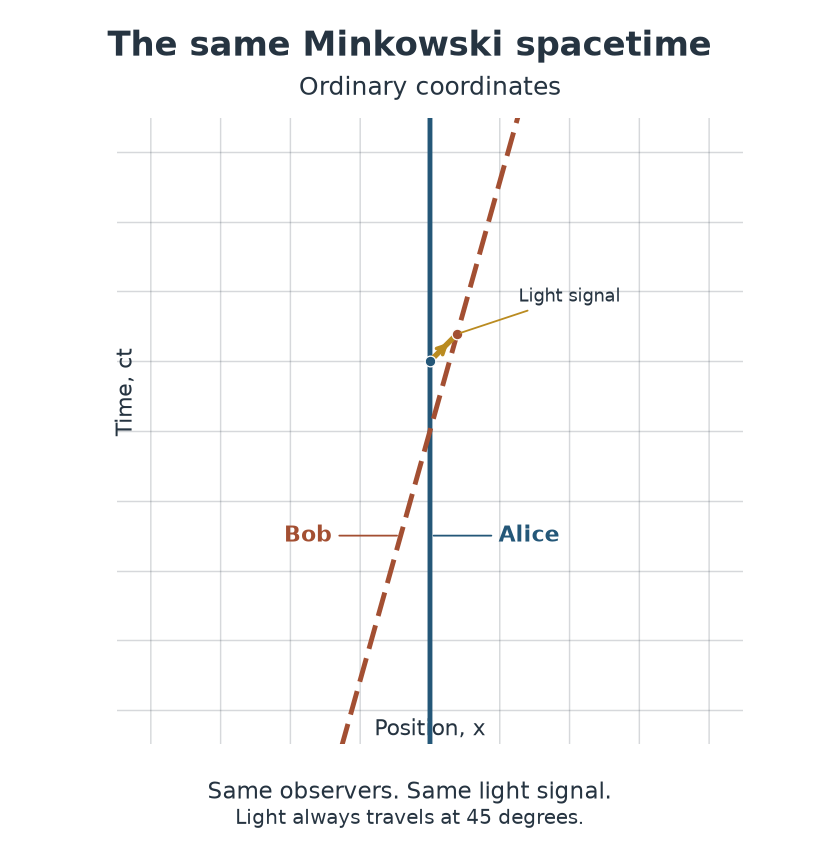 The same Minkowski spacetime
Ordinary coordinates
Light signal
Time, ct
Bob
Alice
Position, x
Same observers. Same light signal.
Light always travels at 45 degrees.